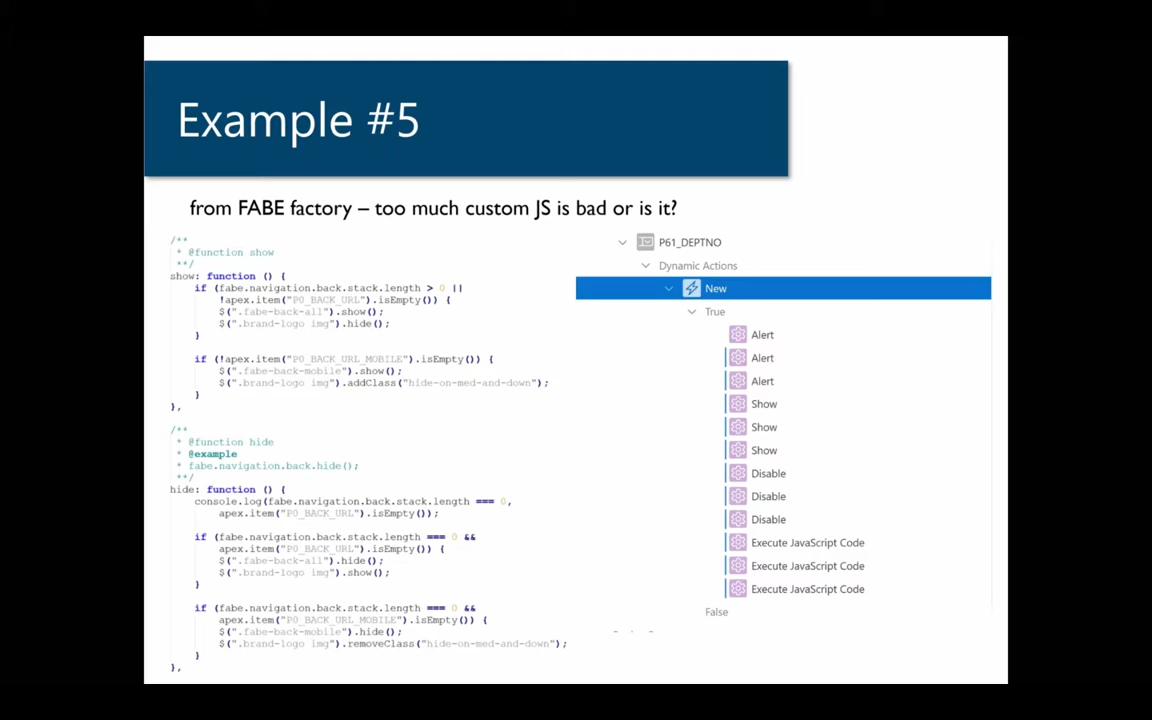 Example #5
from FABE factory – too much custom JS is bad or is it?
/**
* @function show
**/
show: function () {
if (fabe.navigation.back.stack.length > 0 ||
!apex.item("P0_BACK_URL").isEmpty()) {
$(".fabe-back-all").show();
$(".brand-logo img").hide();
}
if (!apex.item("P0_BACK_URL_MOBILE").isEmpty()) {
$(".fabe-back-mobile").show();
$(".brand-logo img").addClass("hide-on-med-and-down");
}
},
/**
* @function hide
* @example
* fabe.navigation.back.hide();
**/
hide: function () {
console.log(fabe.navigation.back.stack.length === 0,
apex.item("P0_BACK_URL").isEmpty());
if (fabe.navigation.back.stack.length === 0 &&
apex.item("P0_BACK_URL").isEmpty()) {
$(".fabe-back-all").hide();
$(".brand-logo img").show();
}
if (fabe.navigation.back.stack.length === 0 &&
apex.item("P0_BACK_URL_MOBILE").isEmpty()) {
$(".fabe-back-mobile").hide();
$(".brand-logo img").removeClass("hide-on-med-and-down");
}
},
P61_DEPTNO
Dynamic Actions
New
True
Alert
Alert
Alert
Show
Show
Show
Disable
Disable
Disable
Execute JavaScript Code
Execute JavaScript Code
Execute JavaScript Code
False